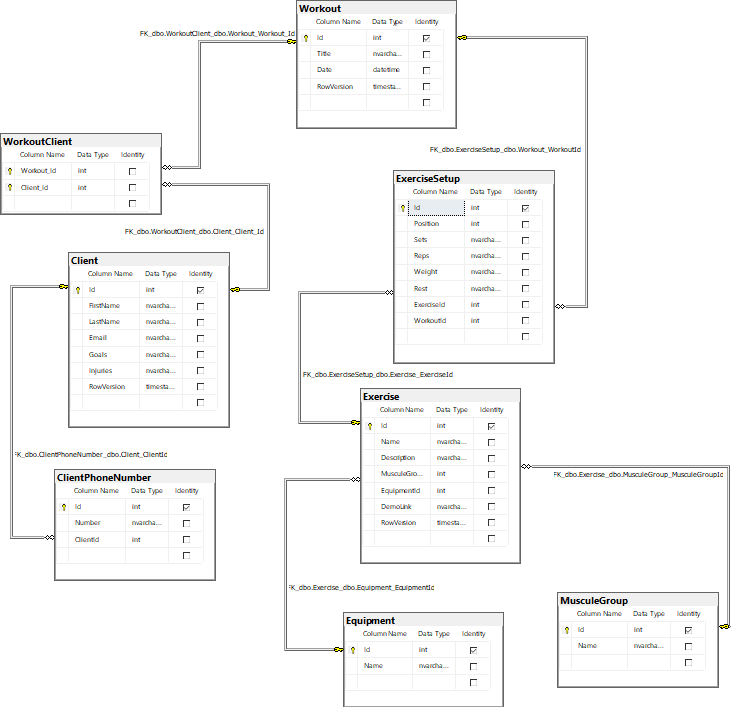 Workout
Column Name Data Type Identity
Id int
Title nvarcha...
Date datetime
RowVersion timesta...
FK_dbo.WorkoutClient_dbo.Workout_Workout_Id
WorkoutClient
Column Name Data Type Identity
Workout_Id int
Client_Id int
FK_dbo.ExerciseSetup_dbo.Workout_WorkoutId
ExerciseSetup
Column Name Data Type Identity
Id int
Position int
Sets nvarcha...
Reps nvarcha...
Weight nvarcha...
Rest nvarcha...
ExerciseId int
WorkoutId int
FK_dbo.WorkoutClient_dbo.Client_Client_Id
Client
Column Name Data Type Identity
Id int
FirstName nvarcha...
LastName nvarcha...
Email nvarcha...
Goals nvarcha...
Injuries nvarcha...
RowVersion timesta...
FK_dbo.ExerciseSetup_dbo.Exercise_ExerciseId
Exercise
Column Name Data Type Identity
Id int
Name nvarcha...
Description nvarcha...
MusculeGro... int
EquipmentId int
DemoLink nvarcha...
RowVersion timesta...
FK_dbo.ClientPhoneNumber_dbo.Client_ClientId
ClientPhoneNumber
Column Name Data Type Identity
Id int
Number nvarcha...
ClientId int
FK_dbo.Exercise_dbo.MusculeGroup_MusculeGroupId
FK_dbo.Exercise_dbo.Equipment_EquipmentId
Equipment
Column Name Data Type Identity
Id int
Name nvarcha...
MusculeGroup
Column Name Data Type Identity
Id int
Name nvarcha...